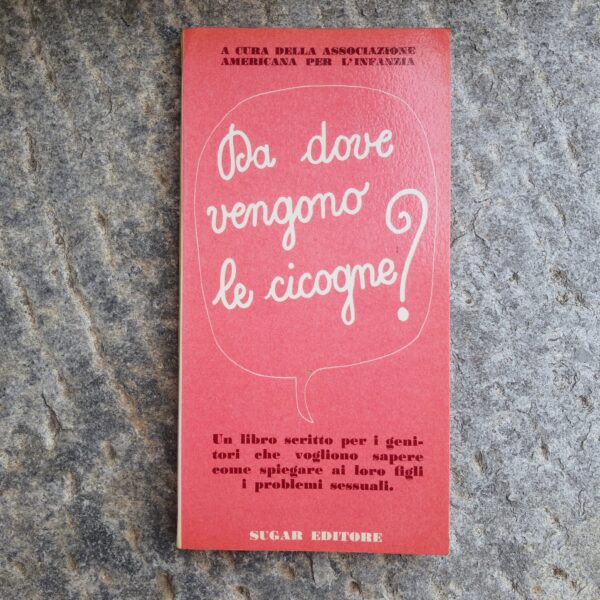 A CURA DELLA ASSOCIAZIONE
AMERICANA PER L'INFANZIA
Da dove
vengono
le cicogne?
Un libro scritto per i geni-
tori che vogliono sapere
come spiegare ai loro figli
i problemi sessuali.
SUGAR EDITORE